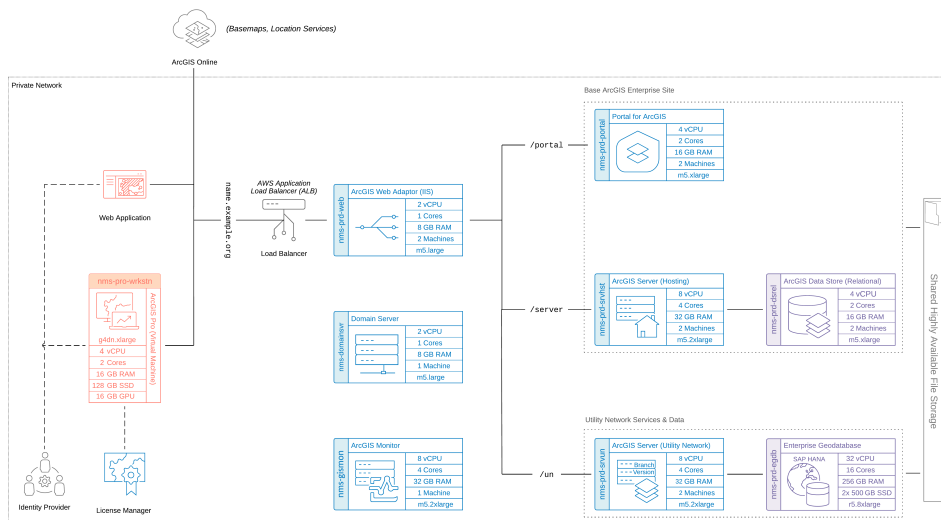 (Basemaps, Location Services)
ArcGIS Online
Private Network
Base ArcGIS Enterprise Site
Portal for ArcGIS
nms-prd-portal
4 vCPU
2 Cores
16 GB RAM
2 Machines
m5.xlarge
/portal
Web Application
name.example.org
AWS Application
Load Balancer (ALB)
Load Balancer
ArcGIS Web Adaptor (IIS)
nms-prd-web
2 vCPU
1 Cores
8 GB RAM
2 Machines
m5.large
nms-pro-wrkstn
ArcGIS Pro (Virtual Machine)
g4dn.xlarge
4 vCPU
2 Cores
16 GB RAM
128 GB SSD
16 GB GPU
Domain Server
nms-domainsvr
2 vCPU
1 Cores
8 GB RAM
1 Machine
m5.large
/server
ArcGIS Server (Hosting)
nms-prd-srvhst
8 vCPU
4 Cores
32 GB RAM
2 Machines
m5.2xlarge
ArcGIS Data Store (Relational)
nms-prd-dsrel
4 vCPU
2 Cores
16 GB RAM
2 Machines
m5.xlarge
Shared Highly Available File Storage
Utility Network Services & Data
Identity Provider
License Manager
ArcGIS Monitor
nms-gismon
8 vCPU
4 Cores
32 GB RAM
1 Machine
m5.2xlarge
/un
ArcGIS Server (Utility Network)
nms-prd-srvun
Branch
Version
8 vCPU
4 Cores
32 GB RAM
2 Machines
m5.2xlarge
Enterprise Geodatabase
nms-prd-egdb
SAP HANA
32 vCPU
16 Cores
256 GB RAM
2x 500 GB SSD
r5.8xlarge